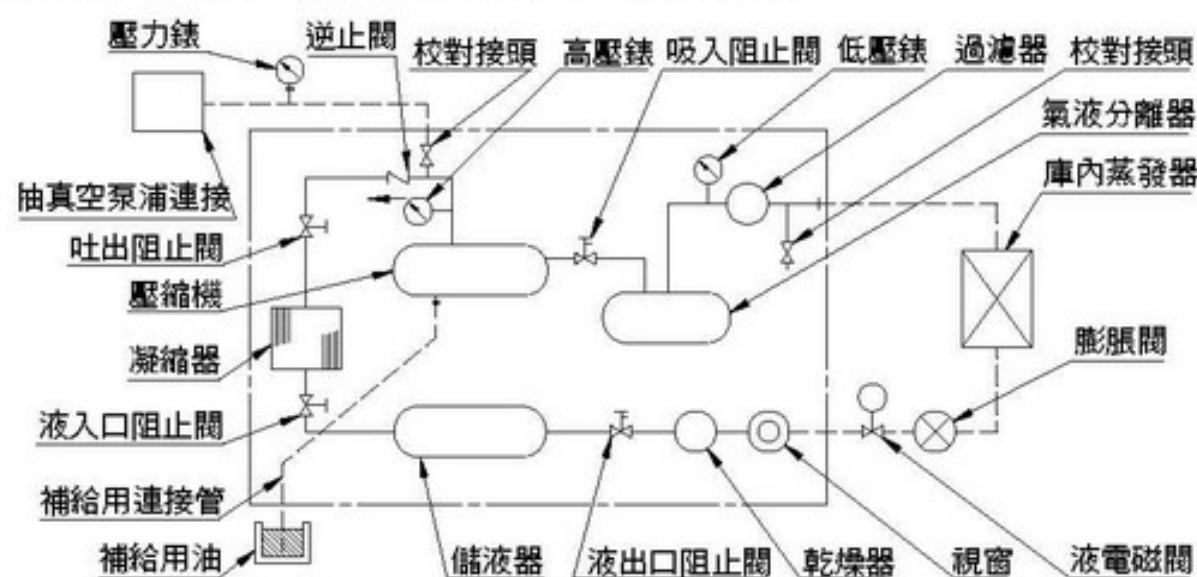 壓力錶
逆止閥
校對接頭
高壓錶
吸入阻止閥
低壓錶
過濾器
校對接頭
氣液分離器
庫內蒸發器
抽真空泵浦連接
吐出阻止閥
壓縮機
凝縮器
膨脹閥
液入口阻止閥
補給用連接管
補給用油
儲液器
液出口阻止閥
乾燥器
視窗
液電磁閥